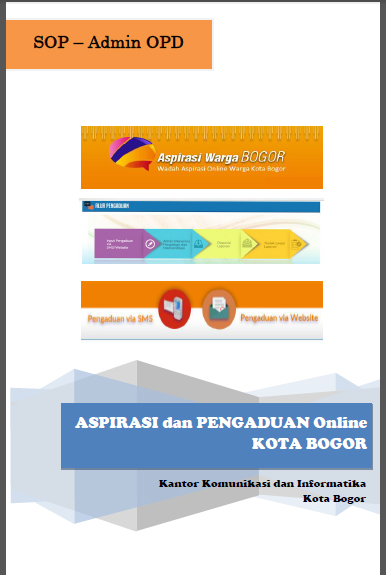 SOP – Admin OPD
Aspirasi Warga BOGOR
Wadah Aspirasi Online Warga Kota Bogor
ALUR PENGADUAN
Pengaduan via SMS
Pengaduan via Website
ASPIRASI dan PENGADUAN Online
KOTA BOGOR
Kantor Komunikasi dan Informatika
Kota Bogor